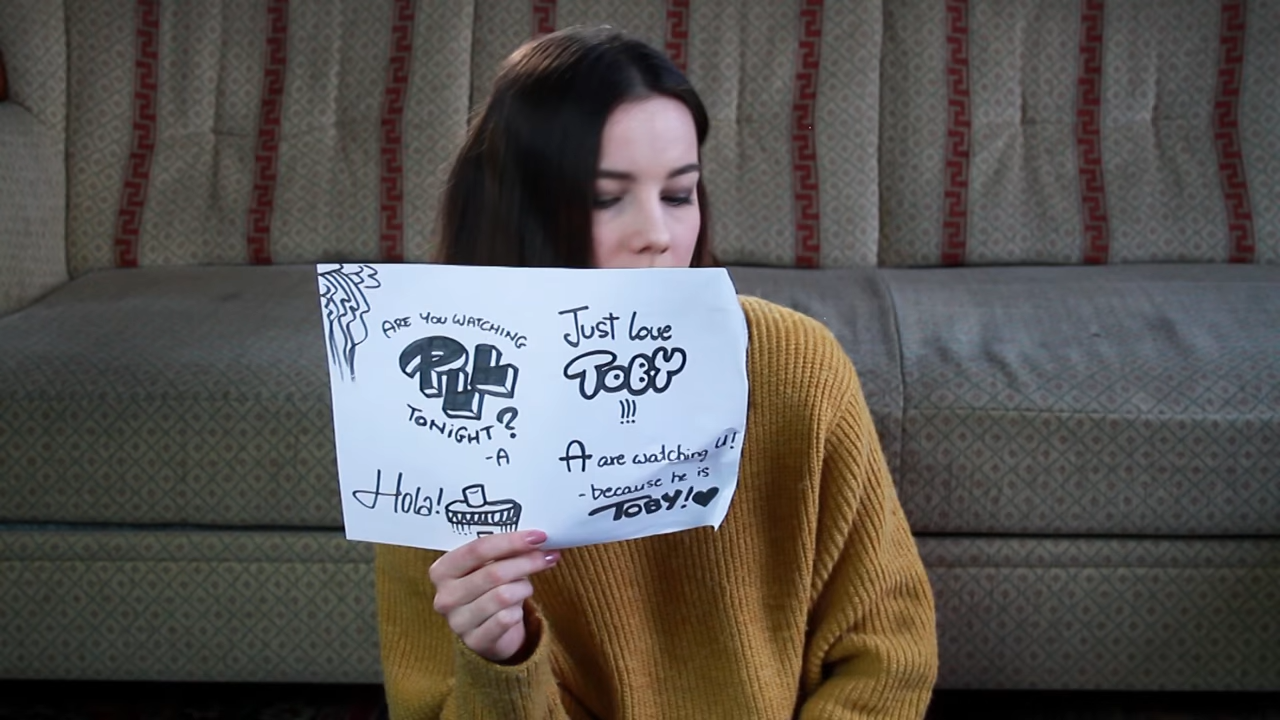 ARE YOU WATCHING
PLL
TONIGHT?
-A
Hola!
Just love
TOBY
!!!
A are watching u!
- because he is
TOBY!♥